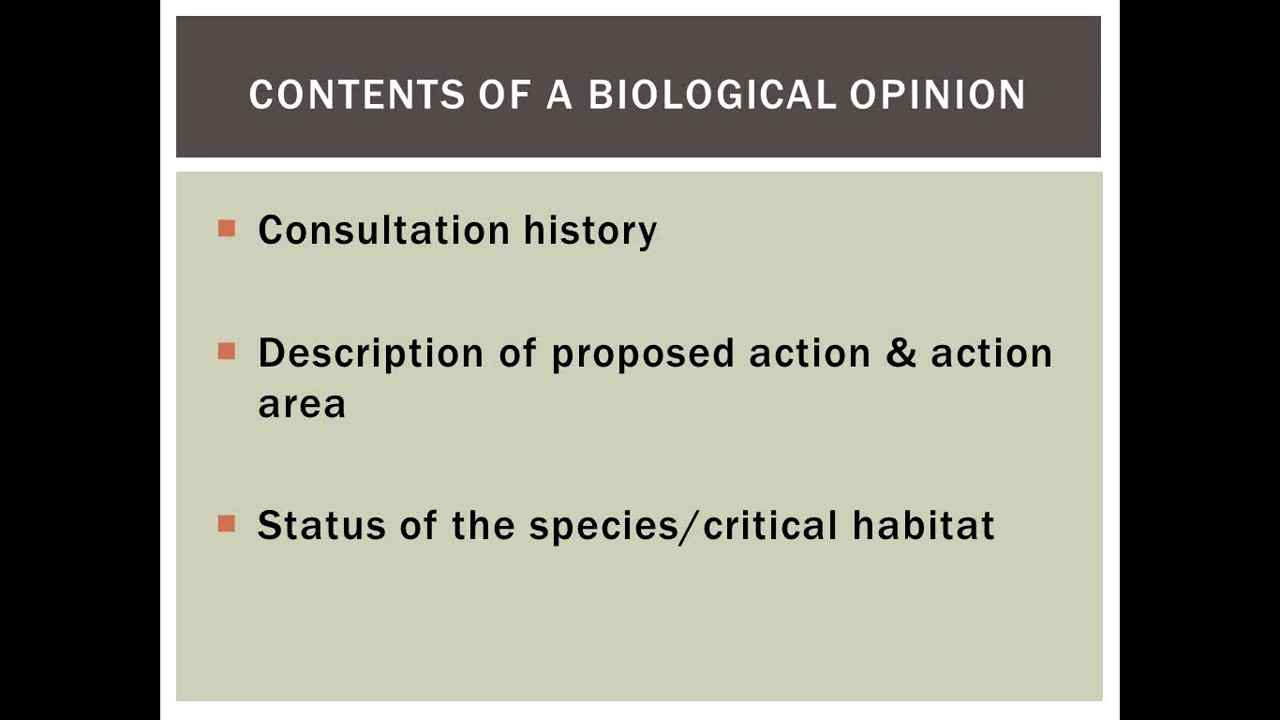 CONTENTS OF A BIOLOGICAL OPINION
Consultation history
Description of proposed action & action
area
Status of the species/critical habitat